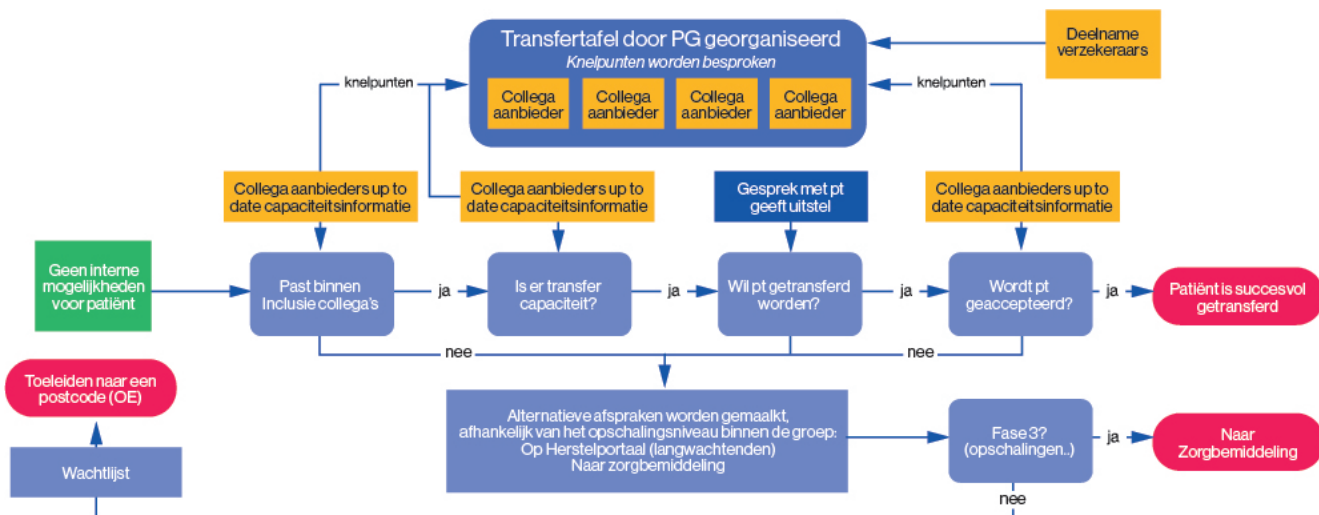 Transfertafel door PG georganiseerd
Knelpunten worden besproken
Deelname
verzekeraars
knelpunten
knelpunten
Collega
aanbieder
Collega
aanbieder
Collega
aanbieder
Collega
aanbieder
Collega aanbieders up to
date capaciteitsinformatie
Collega aanbieders up to
date capaciteitsinformatie
Gesprek met pt
geeft uitstel
Collega aanbieders up to
date capaciteitsinformatie
Geen interne
mogelijkheden
voor patiënt
Past binnen
Inclusie collega's
ja
Is er transfer
capaciteit?
ja
Wil pt getransferd
worden?
ja
Wordt pt
geaccepteerd?
ja
Patiënt is succesvol
getransferd
nee
nee
Toeleiden naar een
postcode (OE)
Wachtlijst
Alternatieve afspraken worden gemaalkt,
afhankelijk van het opschalingsniveau binnen de groep:
Op Herstelportaal (langwachtenden)
Naar zorgbemiddeling
Fase 3?
(opschalingen..)
ja
Naar
Zorgbemiddeling
nee